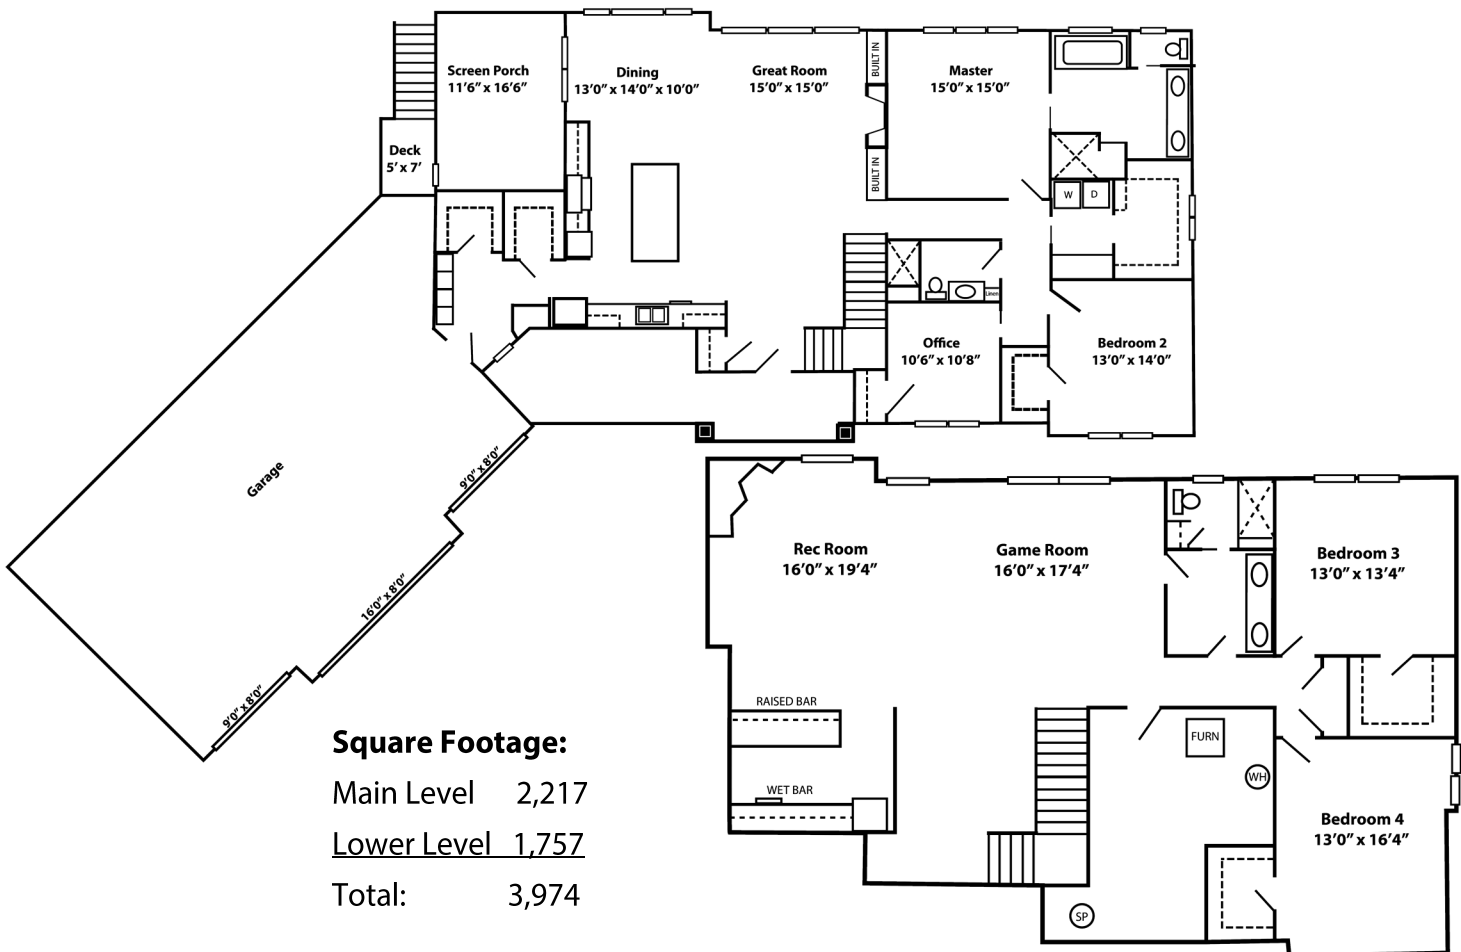 Screen Porch
11’6” x 16’6”
Dining
13’0” x 14’0” x 10’0”
Great Room
15’0” x 15’0”
BUILT IN
BUILT IN
Master
15’0” x 15’0”
Deck
5’ x 7’
W
D
Linen
Office
10’6” x 10’8”
Bedroom 2
13’0” x 14’0”
Garage
9’0” x 8’0”
16’0” x 8’0”
9’0” x 8’0”
Rec Room
16’0” x 19’4”
Game Room
16’0” x 17’4”
Bedroom 3
13’0” x 13’4”
RAISED BAR
WET BAR
FURN
WH
SP
Bedroom 4
13’0” x 16’4”
Square Footage:
Main Level 2,217
Lower Level 1,757
Total: 3,974